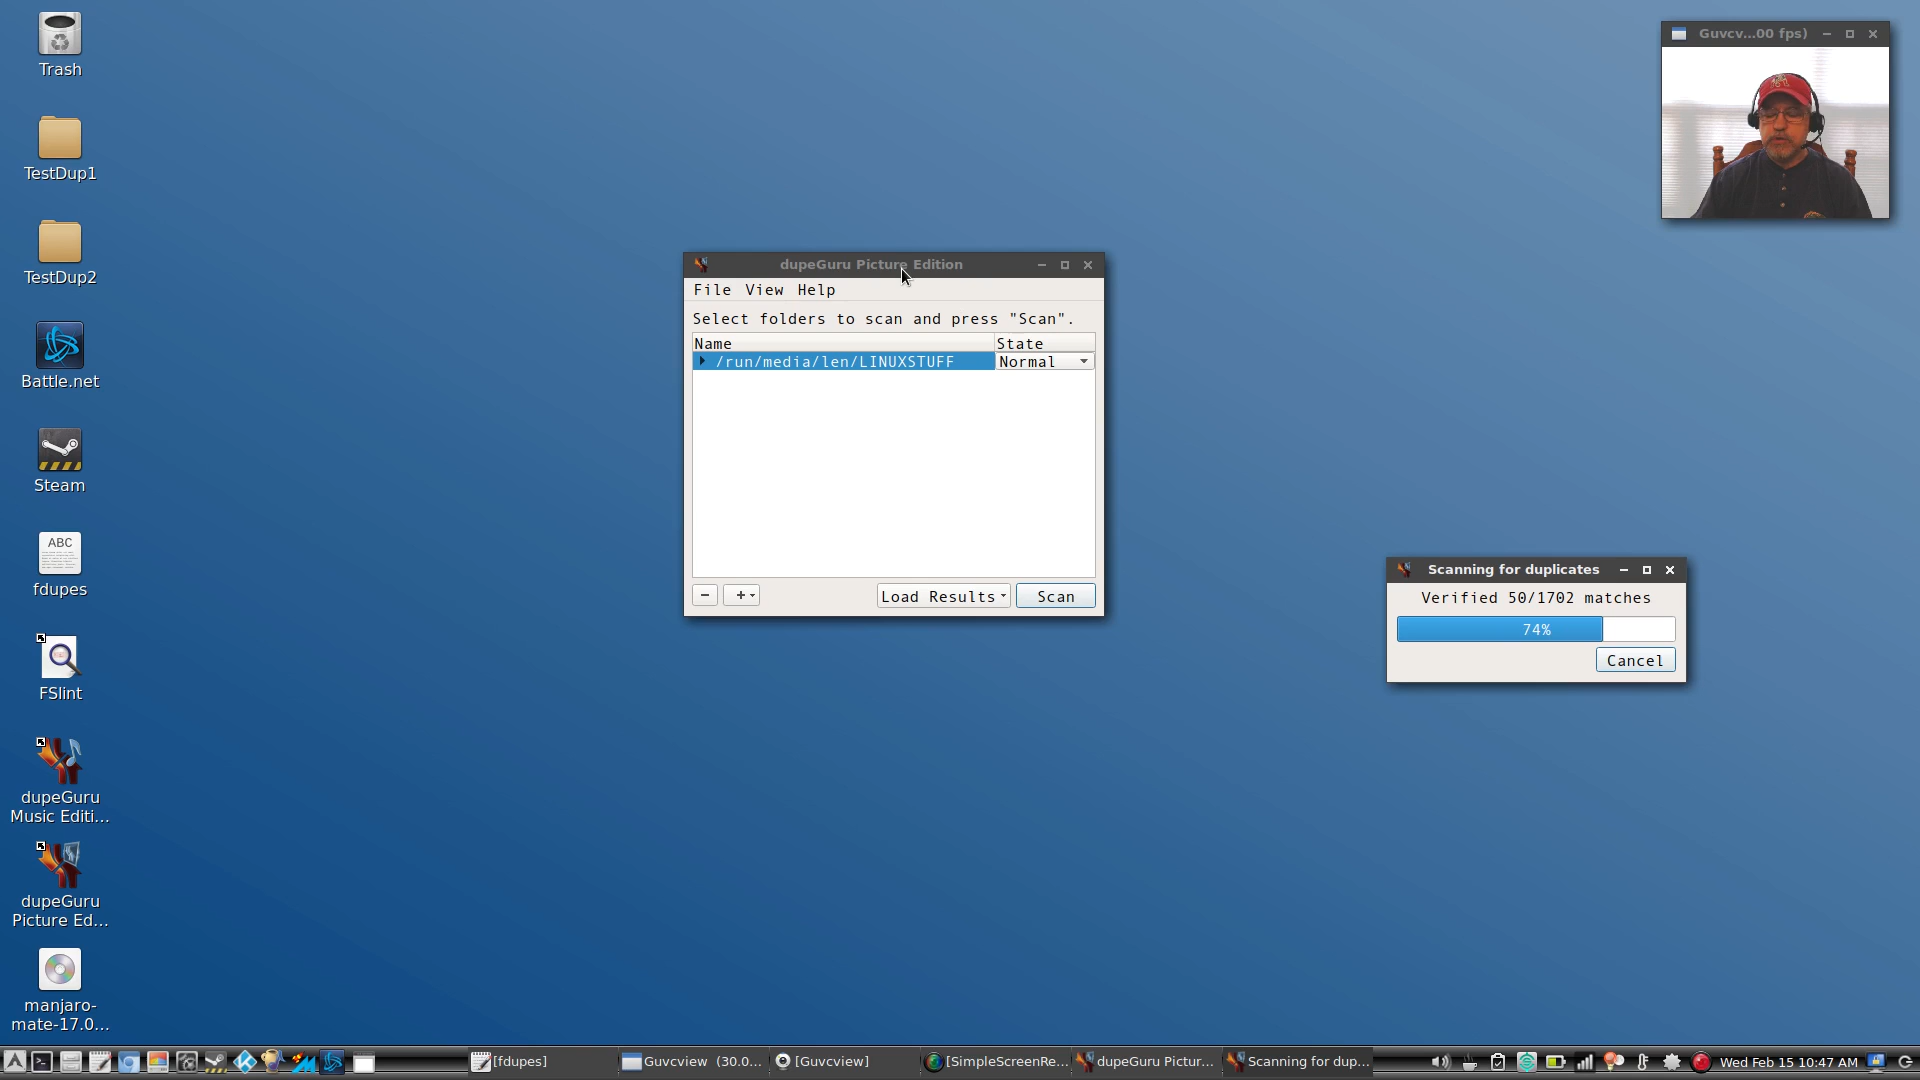 Trash
TestDup1
TestDup2
Battle.net
Steam
ABC
fdupes
FSlint
dupeGuru
Music Editi...
dupeGuru
Picture Ed...
manjaro-
mate-17.0...
Guvcv...00 fps)
dupeGuru Picture Edition
File View Help
Select folders to scan and press "Scan".
Name State
/run/media/len/LINUXSTUFF Normal
Load Results Scan
Scanning for duplicates
Verified 50/1702 matches
74%
Cancel
[fdupes] Guvcview (30.0... [Guvcview] [SimpleScreenRe... dupeGuru Pictur... Scanning for dup... Wed Feb 15 10:47 AM